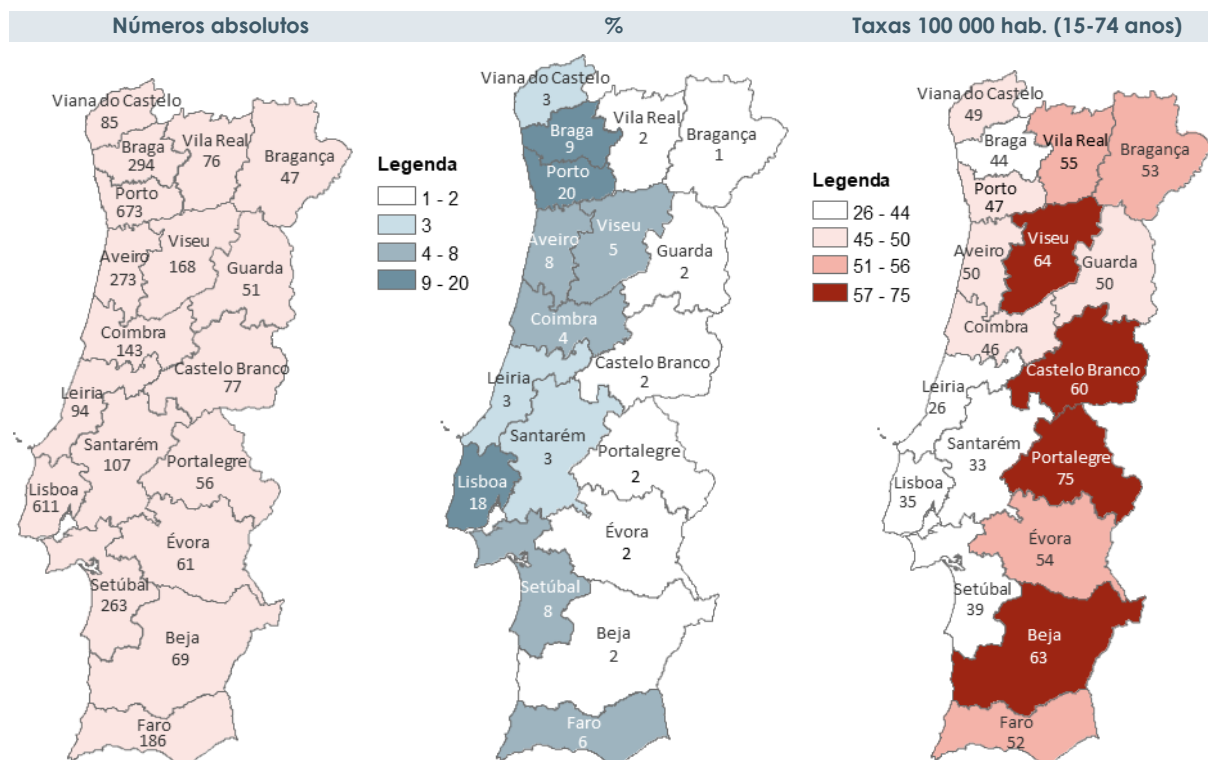 Números absolutos
%
Taxas 100 000 hab. (15-74 anos)
Viana do Castelo
85
Braga
294
Vila Real
76
Bragança
47
Porto
673
Viseu
168
Aveiro
273
Guarda
51
Coimbra
143
Castelo Branco
77
Leiria
94
Santarém
107
Portalegre
56
Lisboa
611
Évora
61
Setúbal
263
Beja
69
Faro
186
Legenda
1 - 2
3
4 - 8
9 - 20
Viana do Castelo
3
Braga
9
Vila Real
2
Bragança
1
Porto
20
Viseu
5
Aveiro
8
Guarda
2
Coimbra
4
Castelo Branco
2
Leiria
3
Santarém
3
Portalegre
2
Lisboa
18
Évora
2
Setúbal
8
Beja
2
Faro
6
Legenda
26 - 44
45 - 50
51 - 56
57 - 75
Viana do Castelo
49
Braga
44
Vila Real
55
Bragança
53
Porto
47
Viseu
64
Aveiro
50
Guarda
50
Coimbra
46
Castelo Branco
60
Leiria
26
Santarém
33
Portalegre
75
Lisboa
35
Évora
54
Setúbal
39
Beja
63
Faro
52